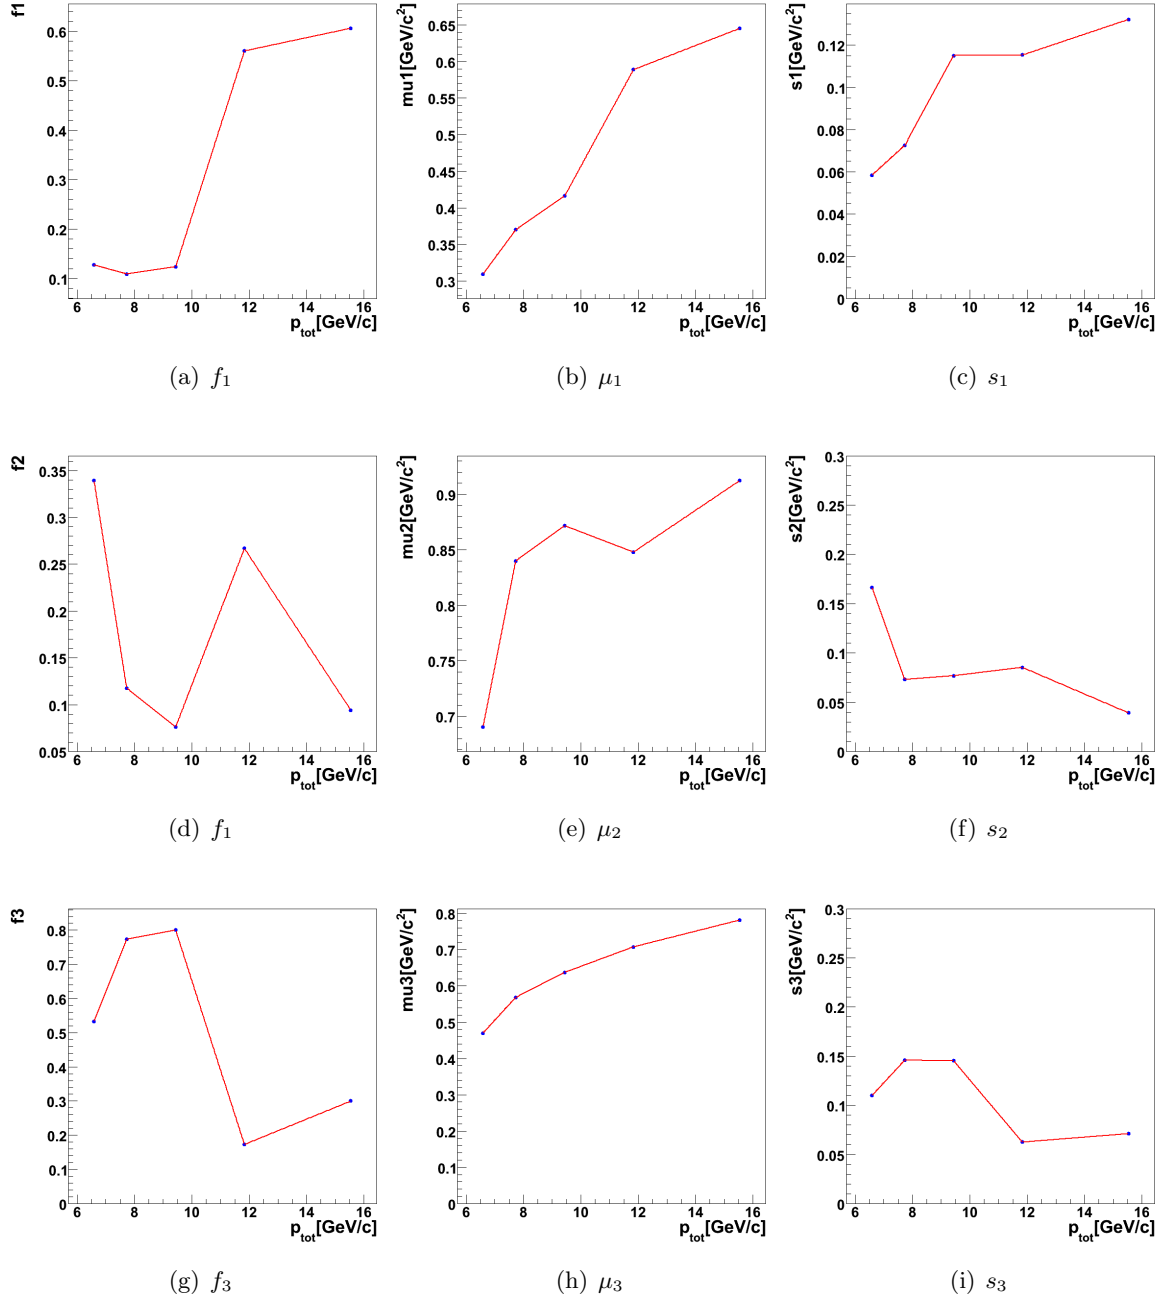 f1
0.6
0.5
0.4
0.3
0.2
0.1
6 8 10 12 14 16
p_tot[GeV/c]
(a) f₁
mu1[GeV/c²]
0.65
0.6
0.55
0.5
0.45
0.4
0.35
0.3
6 8 10 12 14 16
p_tot[GeV/c]
(b) μ₁
s1[GeV/c²]
0.12
0.1
0.08
0.06
0.04
0.02
0
6 8 10 12 14 16
p_tot[GeV/c]
(c) s₁
f2
0.35
0.3
0.25
0.2
0.15
0.1
0.05
6 8 10 12 14 16
p_tot[GeV/c]
(d) f₁
mu2[GeV/c²]
0.9
0.85
0.8
0.75
0.7
6 8 10 12 14 16
p_tot[GeV/c]
(e) μ₂
s2[GeV/c²]
0.3
0.25
0.2
0.15
0.1
0.05
0
6 8 10 12 14 16
p_tot[GeV/c]
(f) s₂
f3
0.8
0.7
0.6
0.5
0.4
0.3
0.2
0.1
0
6 8 10 12 14 16
p_tot[GeV/c]
(g) f₃
mu3[GeV/c²]
0.8
0.7
0.6
0.5
0.4
0.3
0.2
0.1
0
6 8 10 12 14 16
p_tot[GeV/c]
(h) μ₃
s3[GeV/c²]
0.3
0.25
0.2
0.15
0.1
0.05
0
6 8 10 12 14 16
p_tot[GeV/c]
(i) s₃